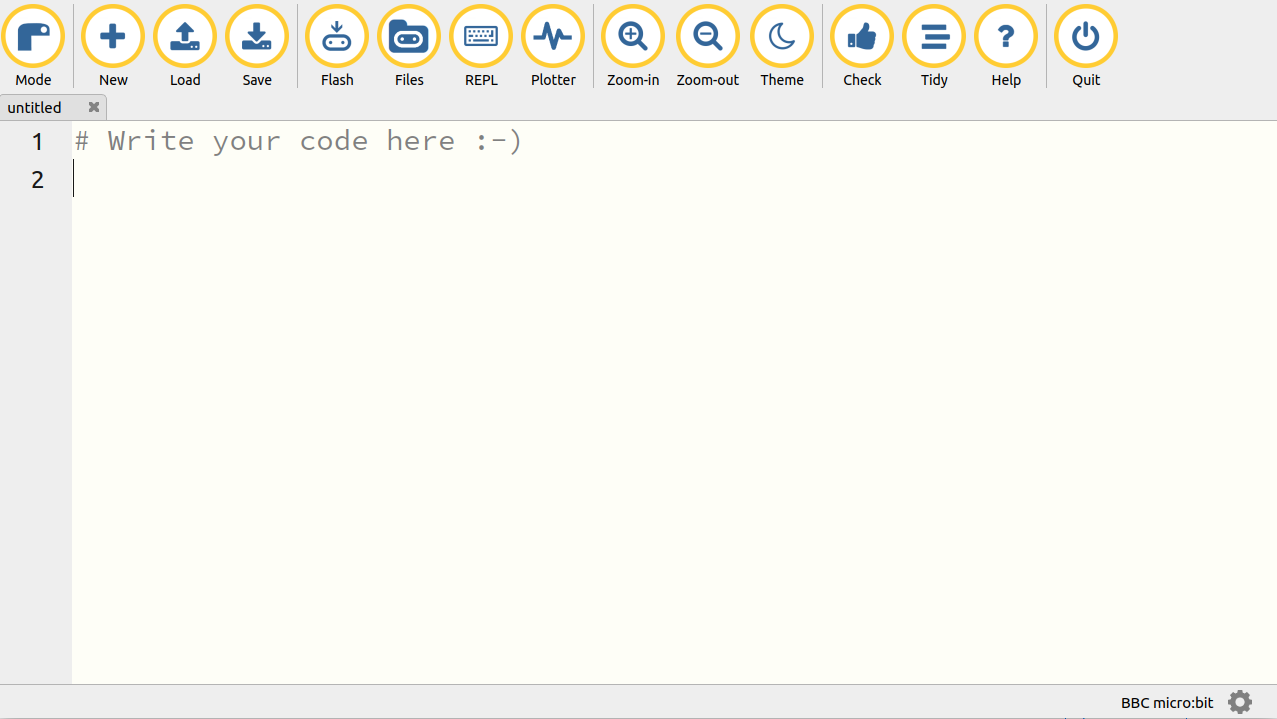 Mode New Load Save Flash Files REPL Plotter Zoom-in Zoom-out Theme Check Tidy Help Quit
untitled
1 # Write your code here :-)
2
BBC micro:bit